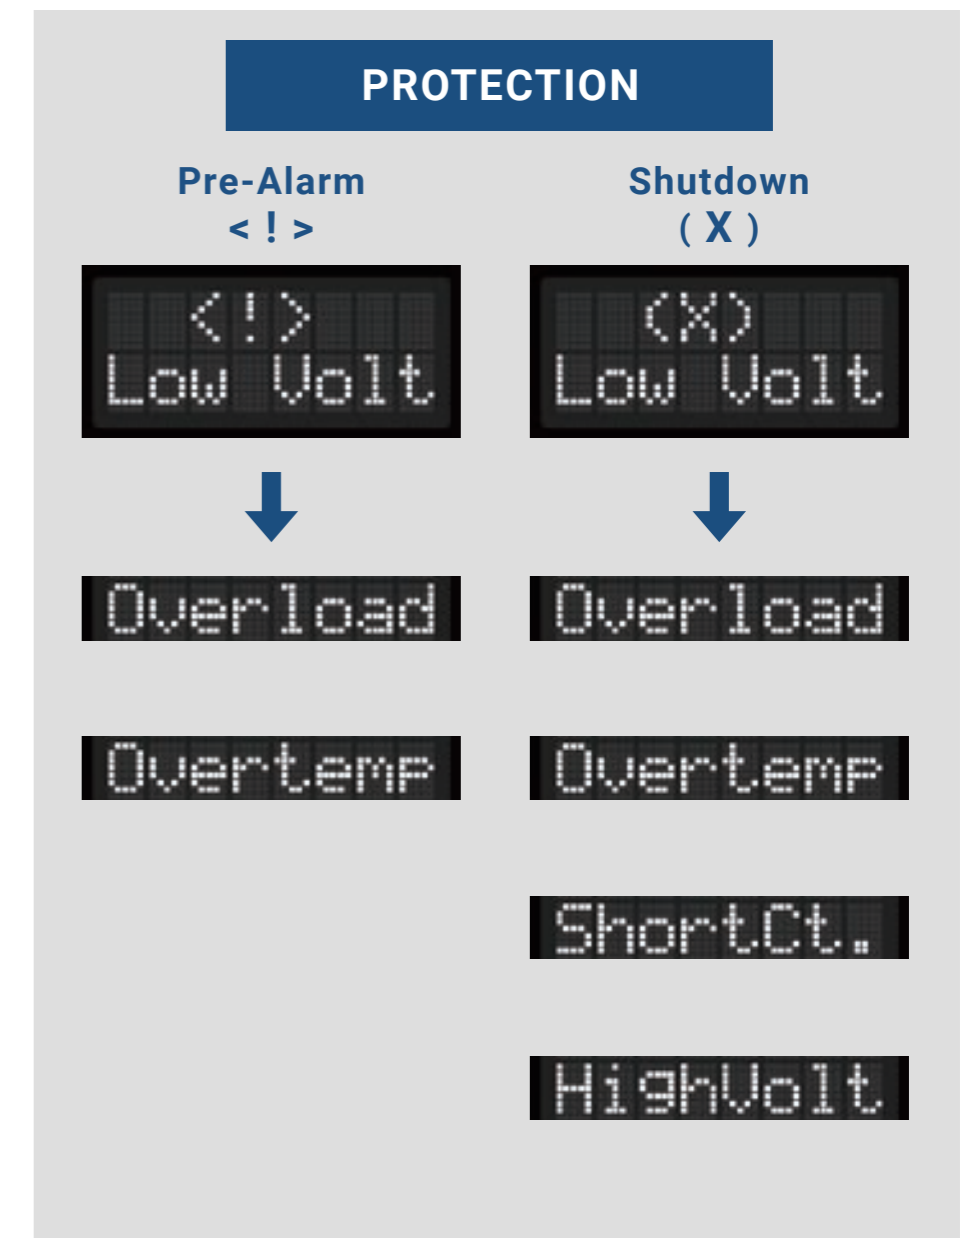 PROTECTION
Pre-Alarm
< ! >
Shutdown
( X )
<!>
Low Volt
(X)
Low Volt
Overload
Overload
Overtemp
Overtemp
ShortCt.
HighVolt